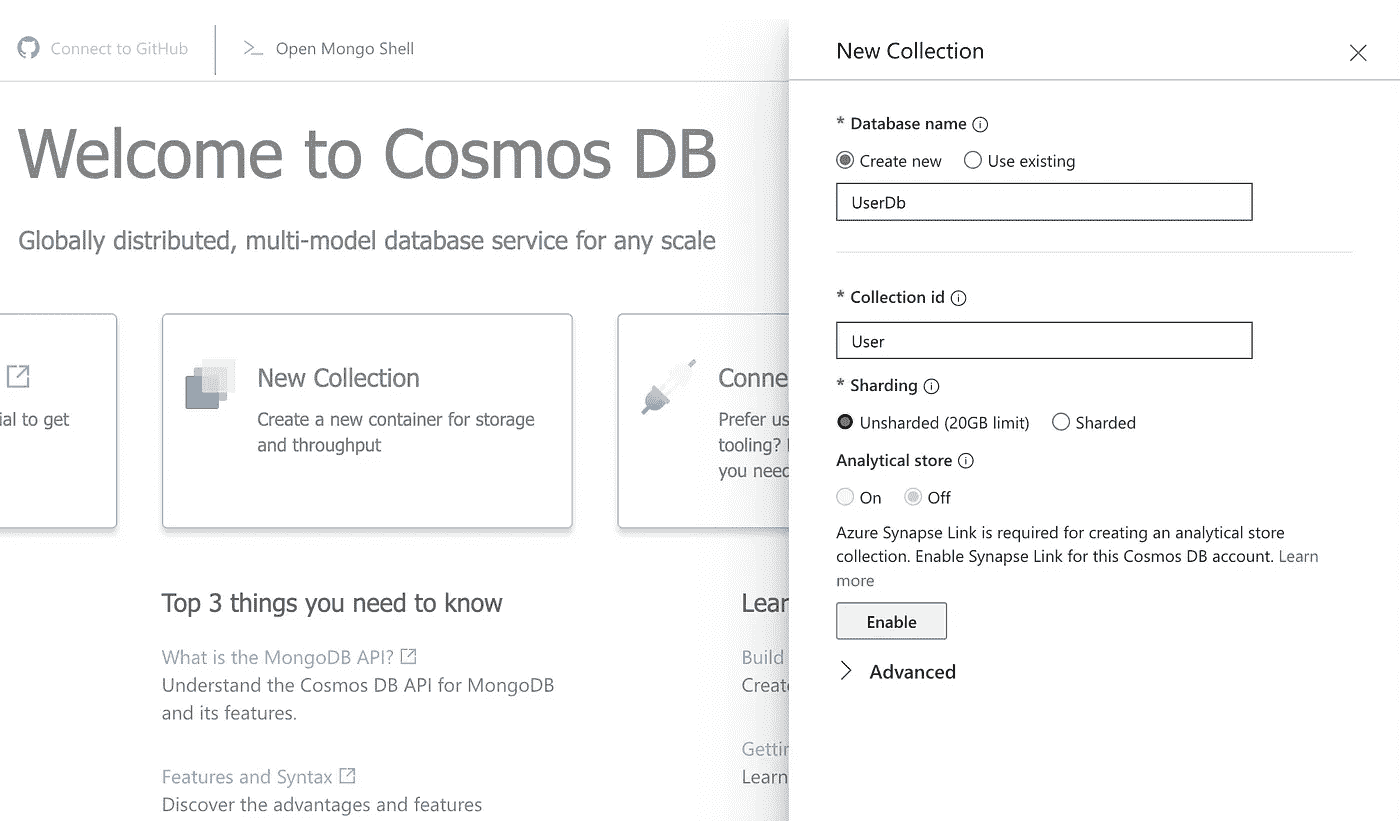 Connect to GitHub
Open Mongo Shell
Welcome to Cosmos DB
Globally distributed, multi-model database service for any scale
ial to get
New Collection
Create a new container for storage
and throughput
Conne
Prefer us
tooling?
you need
Top 3 things you need to know
What is the MongoDB API?
Understand the Cosmos DB API for MongoDB
and its features.
Features and Syntax
Discover the advantages and features
Lear
Build
Create
Gettin
Learn
New Collection
* Database name
Create new Use existing
UserDb
* Collection id
User
* Sharding
Unsharded (20GB limit) Sharded
Analytical store
On Off
Azure Synapse Link is required for creating an analytical store
collection. Enable Synapse Link for this Cosmos DB account. Learn
more
Enable
Advanced